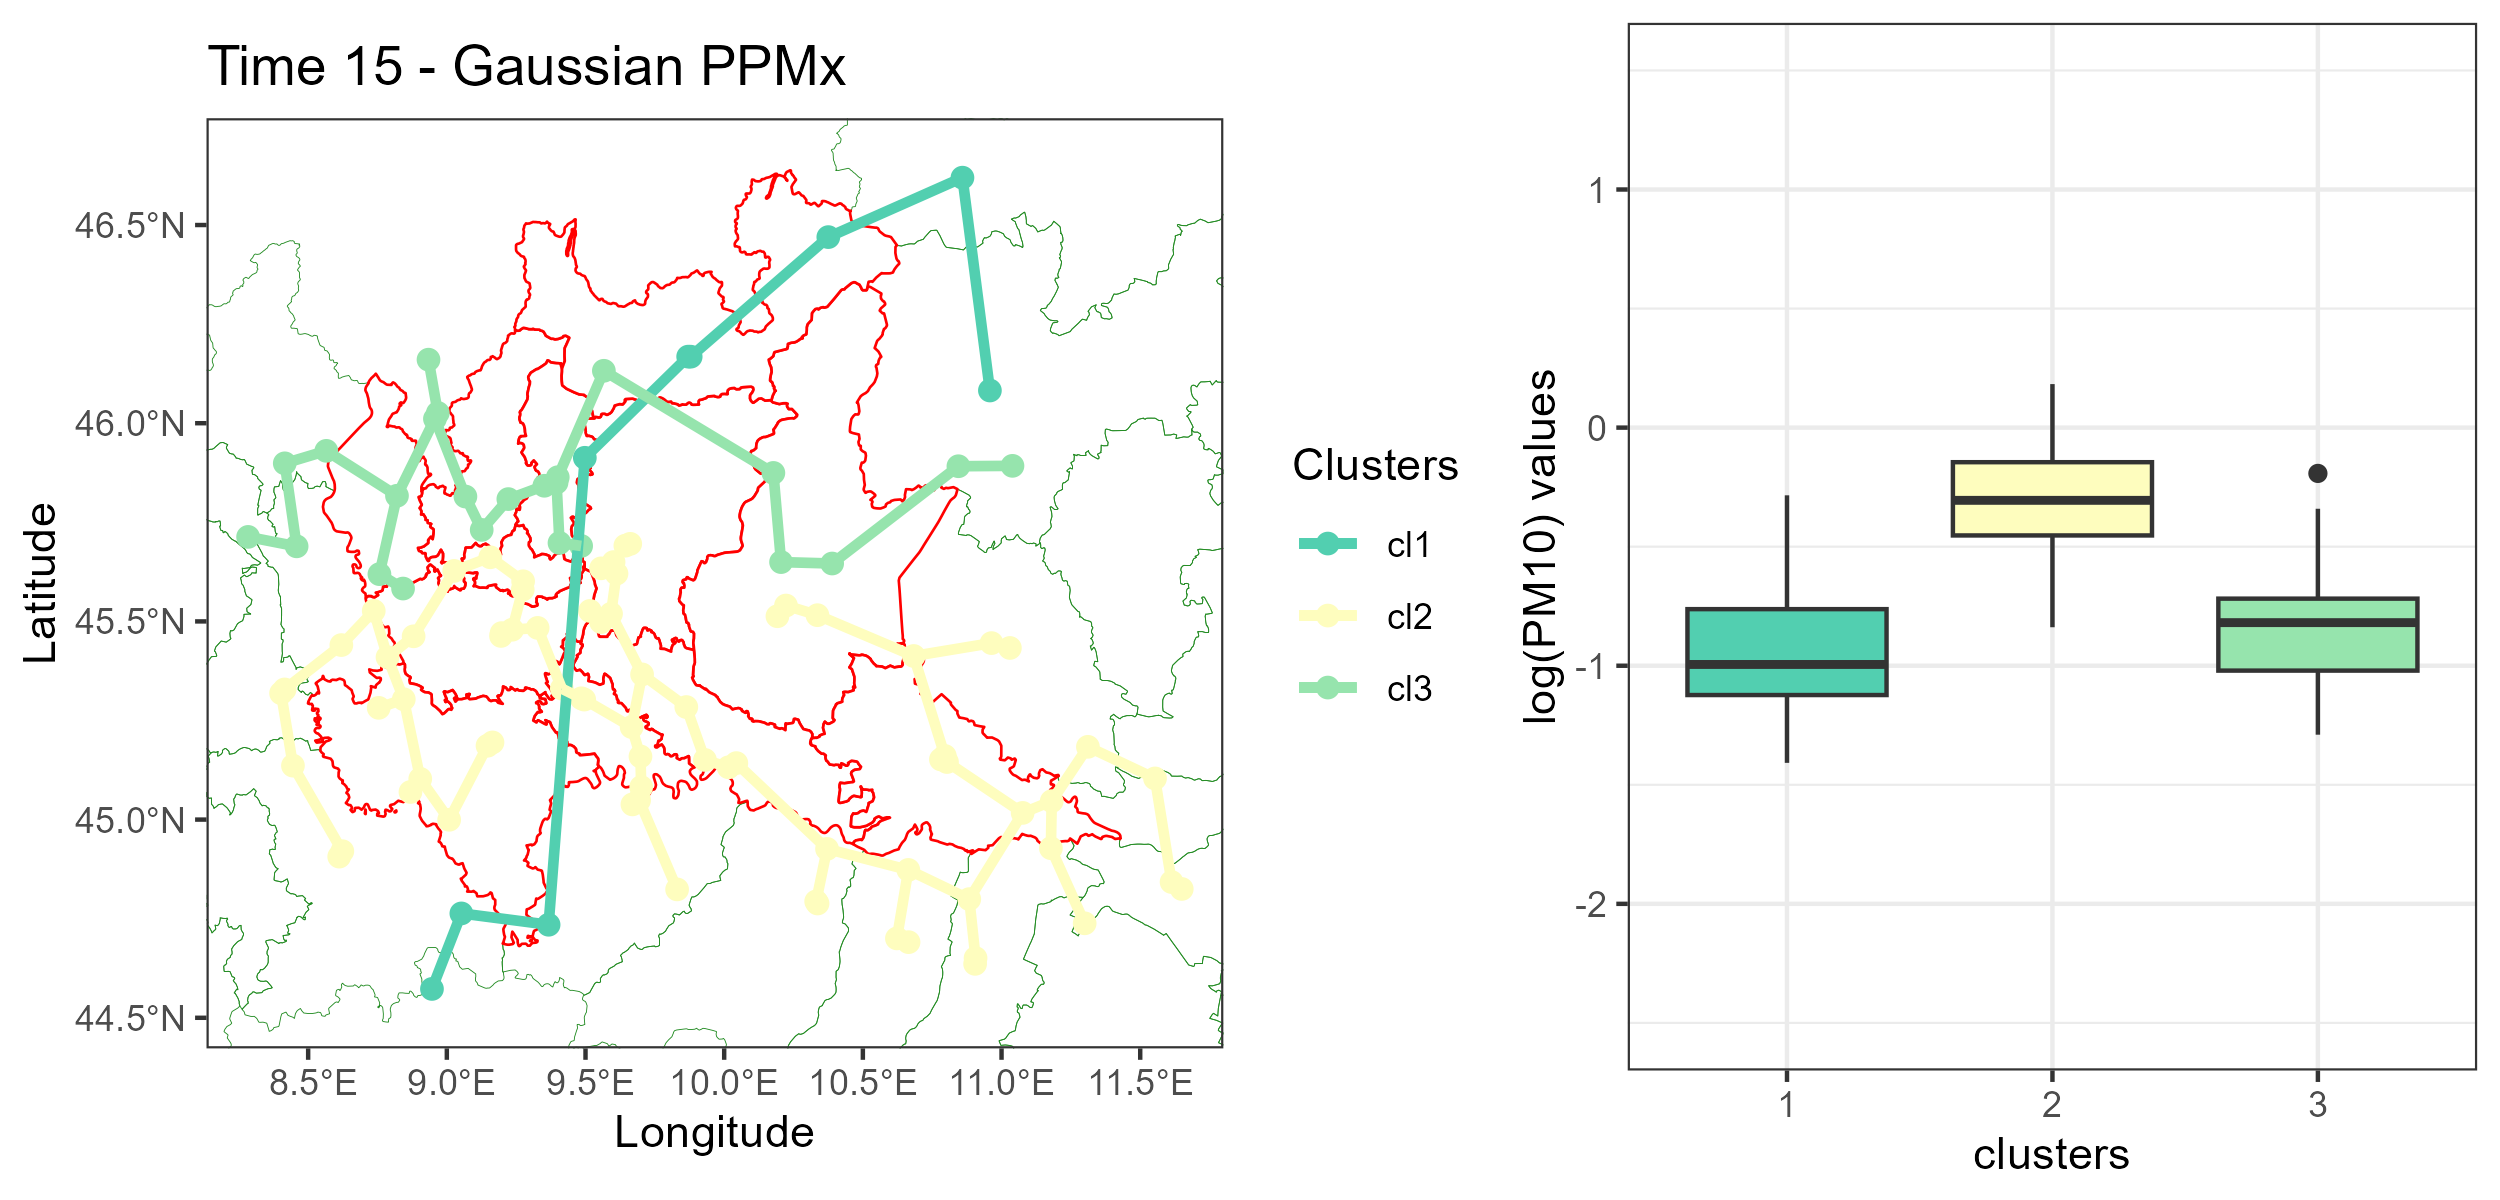 Time 15 - Gaussian PPMx
Latitude
46.5°N
46.0°N
45.5°N
45.0°N
44.5°N
8.5°E
9.0°E
9.5°E
10.0°E
10.5°E
11.0°E
11.5°E
Longitude
Clusters
cl1
cl2
cl3
log(PM10) values
1
0
-1
-2
1
2
3
clusters